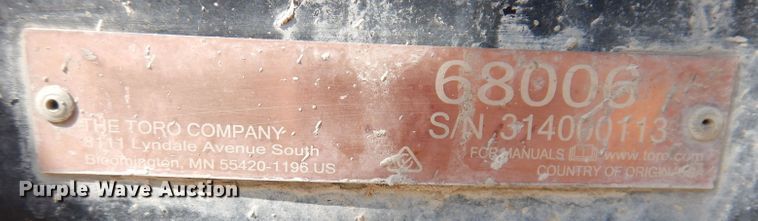 68006
THE TORO COMPANY
8111 Lyndale Avenue South
Bloomington, MN 55420-1196 US
S/N 314000113
FOR MANUALS www.toro.com
COUNTRY OF ORIGIN
Purple Wave Auction